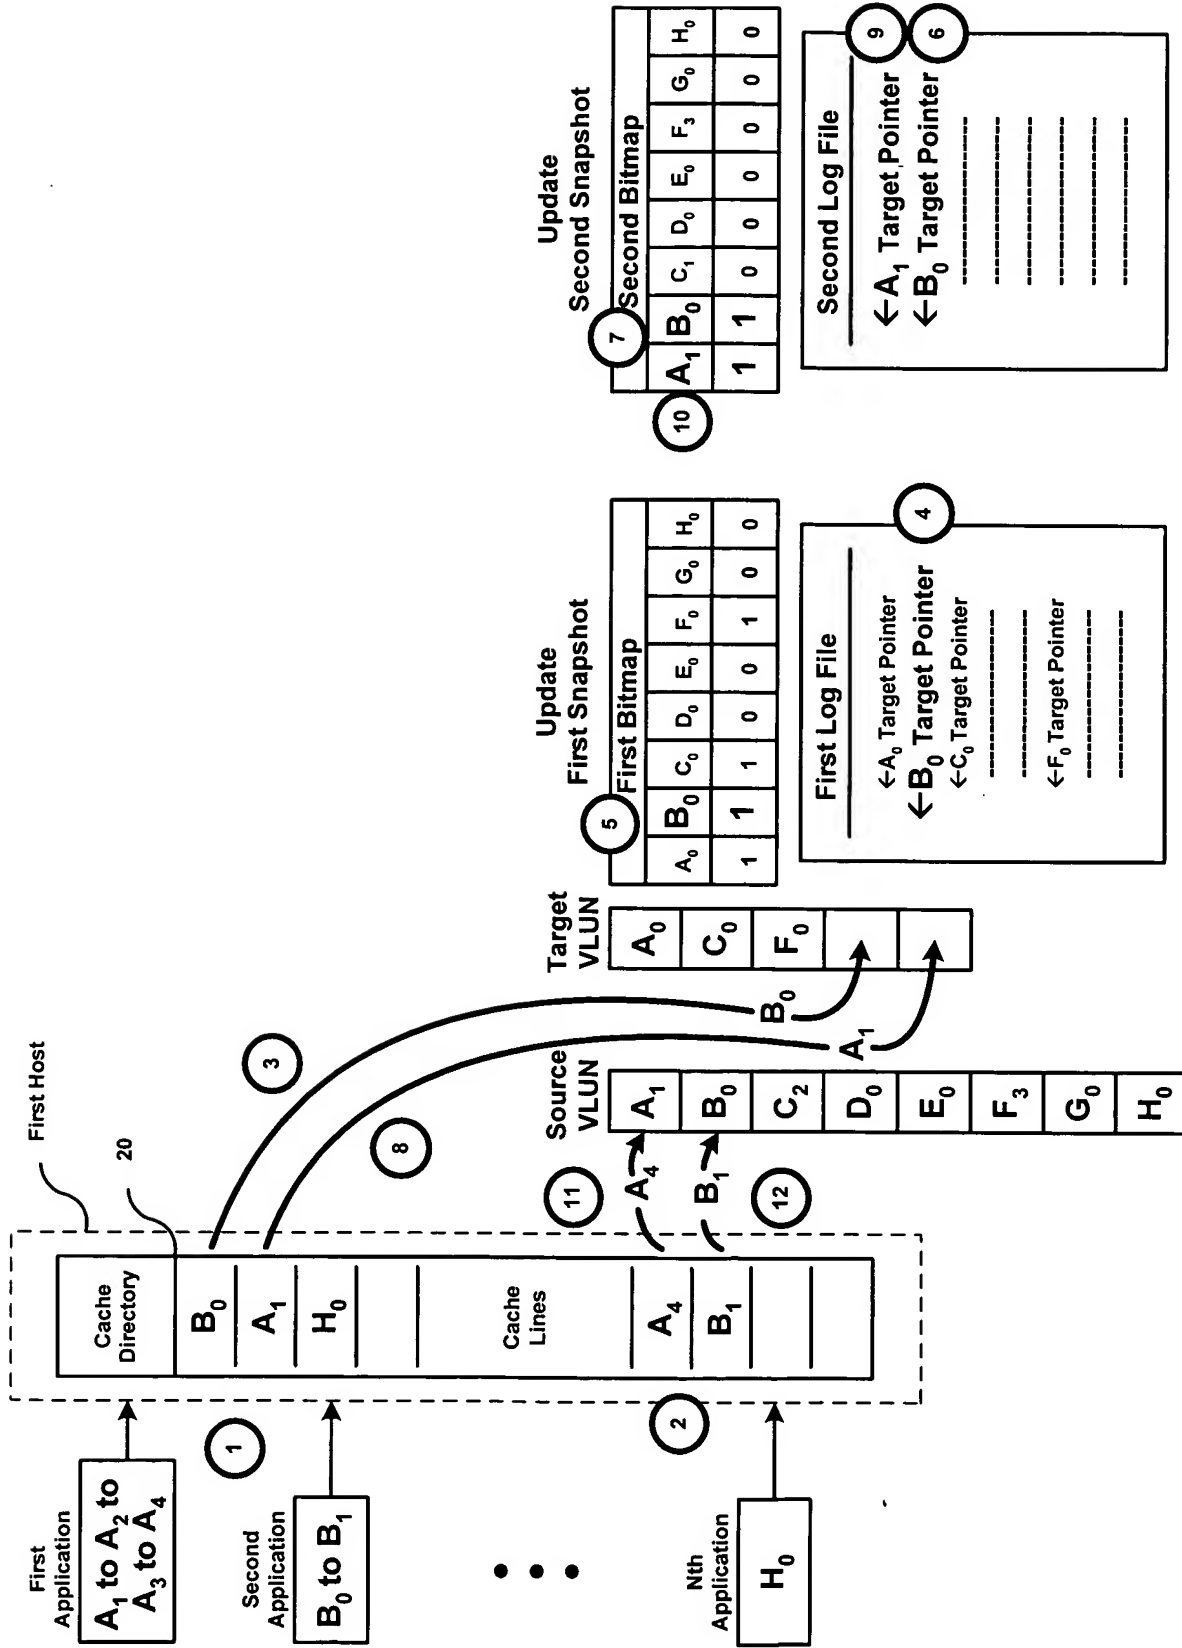 First Host
20
First
Application
A₁ to A₂ to
A₃ to A₄
Second
Application
B₀ to B₁
Nth
Application
H₀
1
2
Cache
Directory
B₀
A₁
H₀
Cache
Lines
A₄
B₁
3
8
11
A₄
B₁
12
Source
VLUN
A₁
B₀
C₂
D₀
E₀
F₃
G₀
H₀
B₀
A₁
Target
VLUN
A₀
C₀
F₀
Update
First Snapshot
5
First Bitmap
A₀ B₀ C₀ D₀ E₀ F₀ G₀ H₀
1 1 1 0 0 1 0 0
First Log File
4
←A₀ Target Pointer
←B₀ Target Pointer
←C₀ Target Pointer
←F₀ Target Pointer
Update
Second Snapshot
7
Second Bitmap
10
A₁ B₀ C₁ D₀ E₀ F₃ G₀ H₀
1 1 0 0 0 0 0 0
Second Log File
←A₁ Target Pointer
9
←B₀ Target Pointer
6